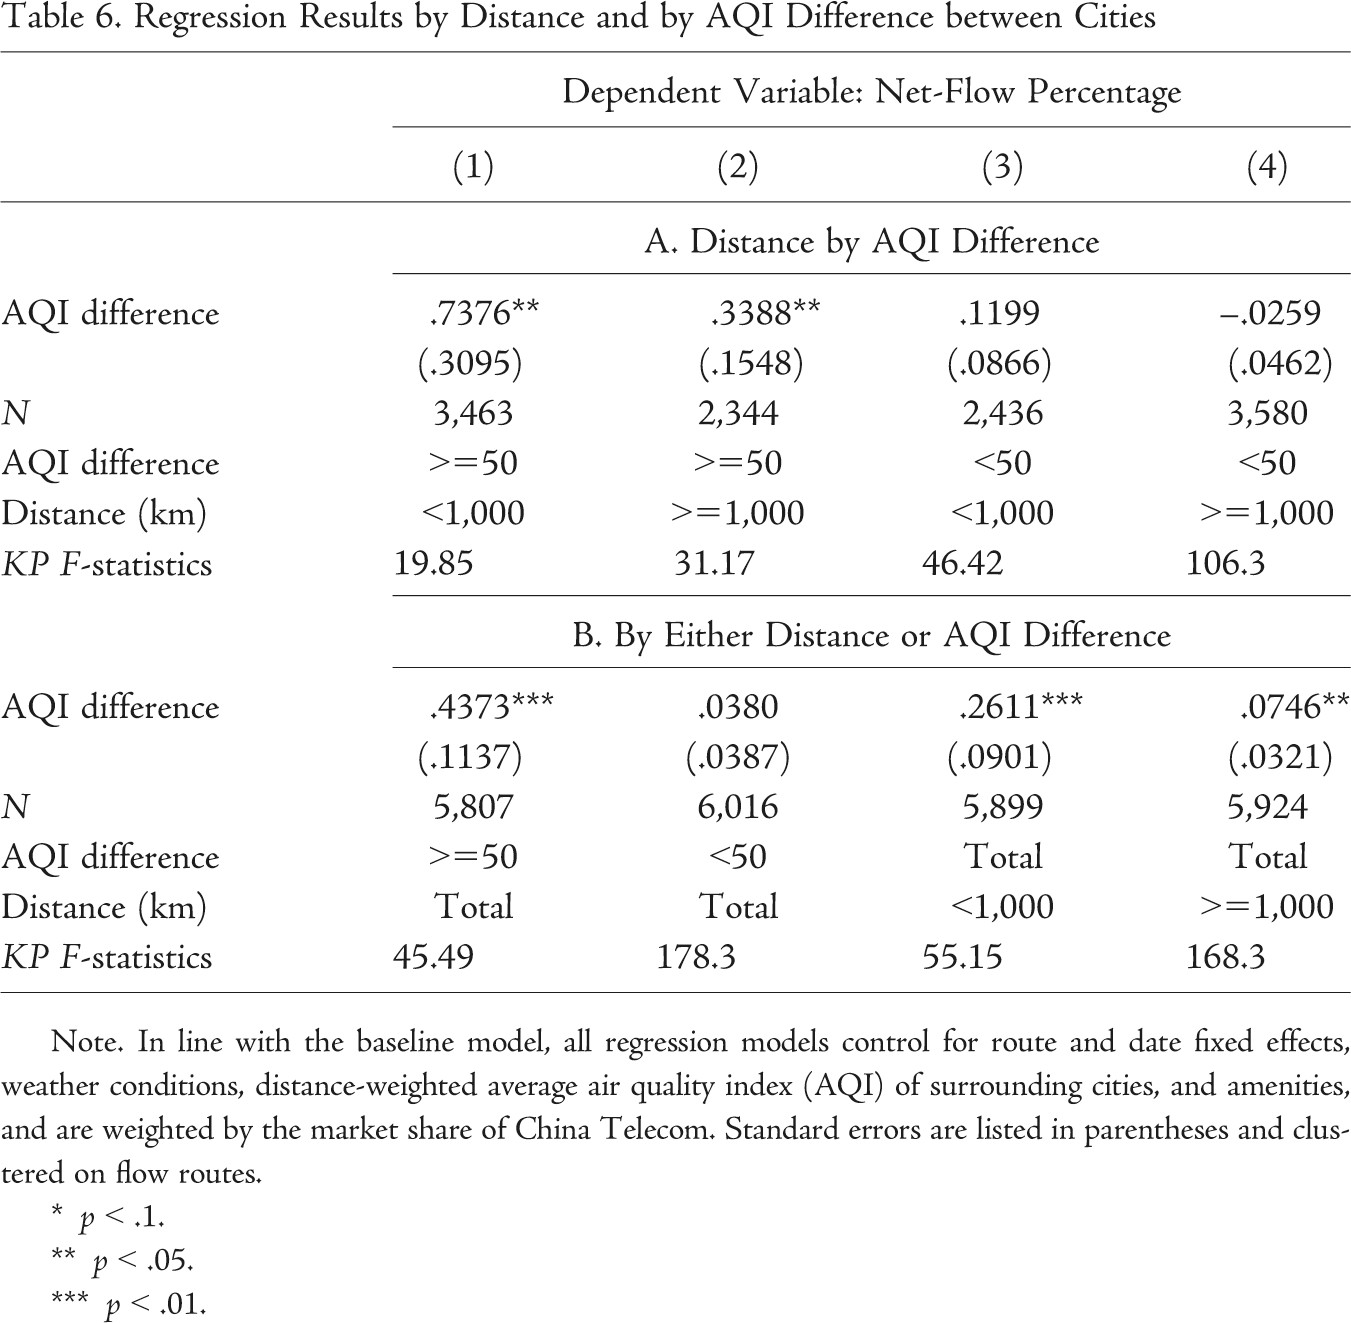 Table 6. Regression Results by Distance and by AQI Difference between Cities
Dependent Variable: Net-Flow Percentage
(1) (2) (3) (4)
A. Distance by AQI Difference
AQI difference .7376** .3388** .1199 –.0259
(.3095) (.1548) (.0866) (.0462)
N 3,463 2,344 2,436 3,580
AQI difference >=50 >=50 <50 <50
Distance (km) <1,000 >=1,000 <1,000 >=1,000
KP F-statistics 19.85 31.17 46.42 106.3
B. By Either Distance or AQI Difference
AQI difference .4373*** .0380 .2611*** .0746**
(.1137) (.0387) (.0901) (.0321)
N 5,807 6,016 5,899 5,924
AQI difference >=50 <50 Total Total
Distance (km) Total Total <1,000 >=1,000
KP F-statistics 45.49 178.3 55.15 168.3
Note. In line with the baseline model, all regression models control for route and date fixed effects,
weather conditions, distance-weighted average air quality index (AQI) of surrounding cities, and amenities,
and are weighted by the market share of China Telecom. Standard errors are listed in parentheses and clus-
tered on flow routes.
* p < .1.
** p < .05.
*** p < .01.